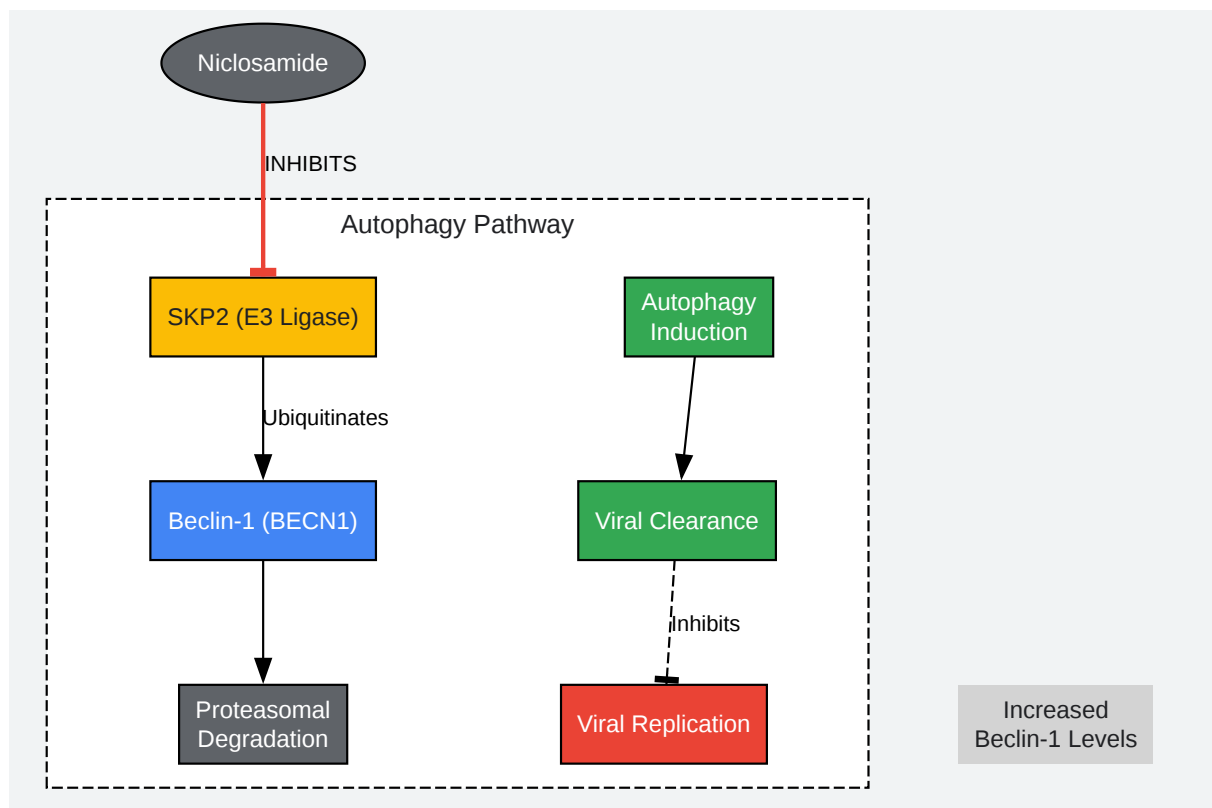 Niclosamide
INHIBITS
Autophagy Pathway
SKP2 (E3 Ligase)
Autophagy
Induction
Ubiquitinates
Beclin-1 (BECN1)
Viral Clearance
Inhibits
Proteasomal
Degradation
Viral Replication
Increased
Beclin-1 Levels